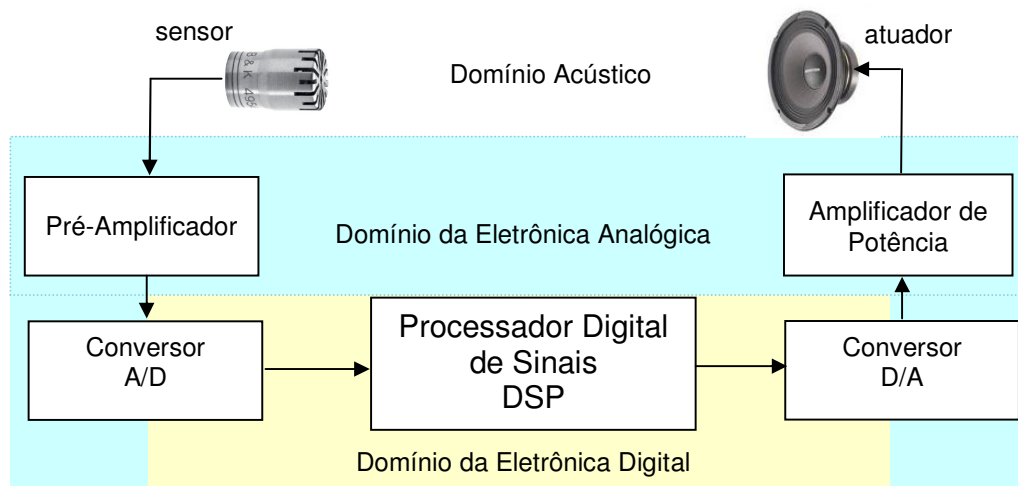 sensor
B & K 495
Domínio Acústico
atuador
Pré-Amplificador
Domínio da Eletrônica Analógica
Amplificador de
Potência
Conversor
A/D
Processador Digital
de Sinais
DSP
Conversor
D/A
Domínio da Eletrônica Digital